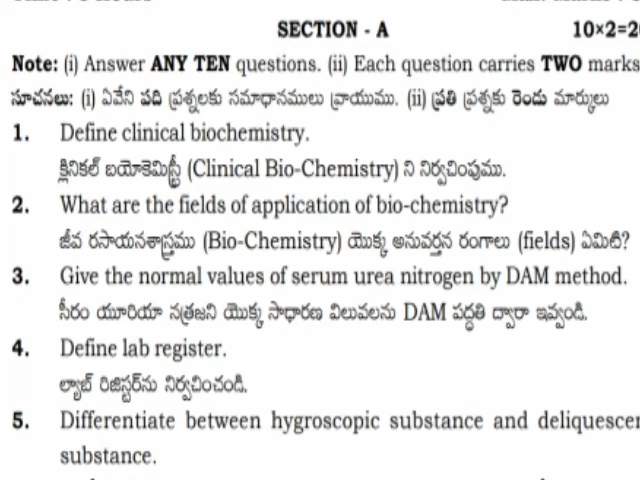 SECTION - A 10×2=2
Note: (i) Answer ANY TEN questions. (ii) Each question carries TWO marks
సూచనలు: (i) ఏవేని పది ప్రశ్నలకు సమాధానములు వ్రాయుము. (ii) ప్రతి ప్రశ్నకు రెండు మార్కులు
1. Define clinical biochemistry.
క్లినికల్ బయోకెమిస్ట్రీ (Clinical Bio-Chemistry) ని నిర్వచింపుము.
2. What are the fields of application of bio-chemistry?
జీవ రసాయనశాస్త్రము (Bio-Chemistry) యొక్క అనువర్తన రంగాలు (fields) ఏమిటి?
3. Give the normal values of serum urea nitrogen by DAM method.
సీరం యూరియా నత్రజని యొక్క సాధారణ విలువలను DAM పద్ధతి ద్వారా ఇవ్వండి.
4. Define lab register.
ల్యాబ్ రిజిస్టర్‌ను నిర్వచించండి.
5. Differentiate between hygroscopic substance and deliquescen
substance.